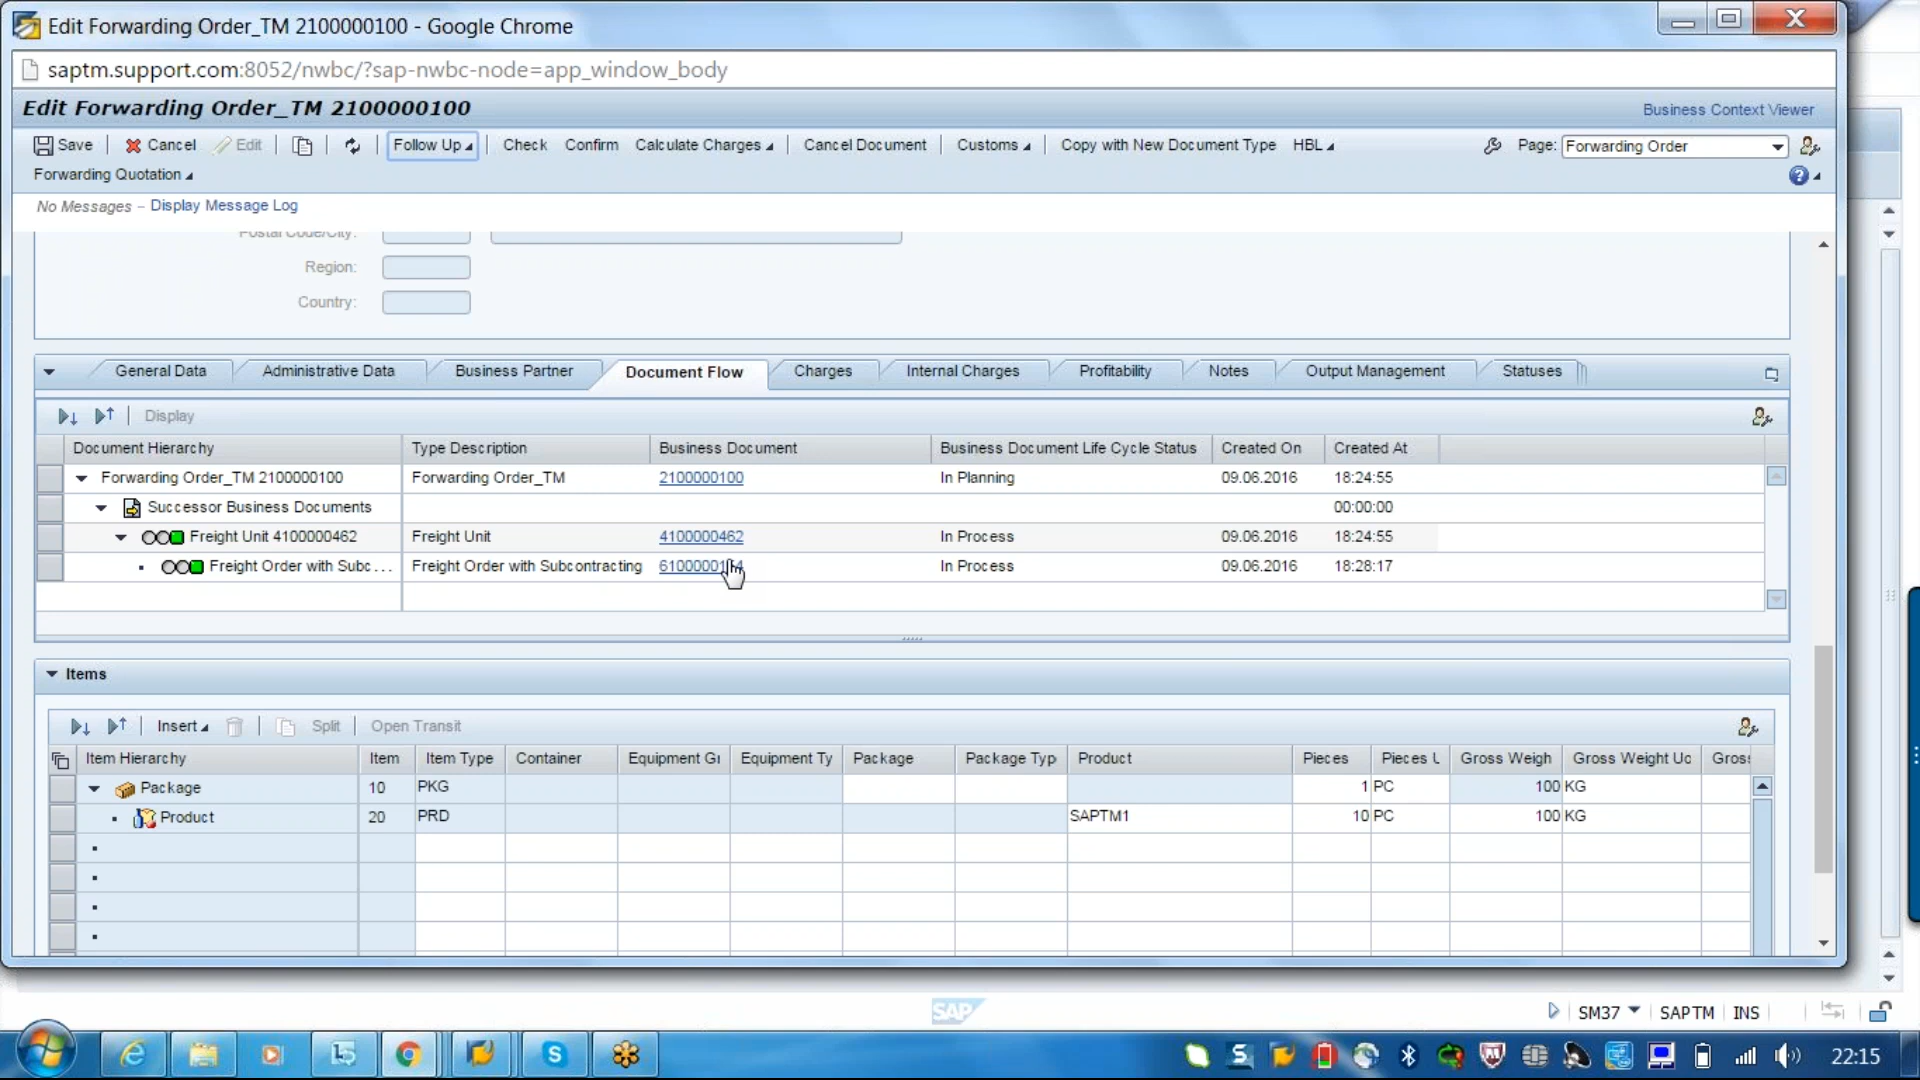 Edit Forwarding Order_TM 2100000100 - Google Chrome
saptm.support.com:8052/nwbc/?sap-nwbc-node=app_window_body
Edit Forwarding Order_TM 2100000100
Business Context Viewer
Save Cancel Edit Follow Up Check Confirm Calculate Charges Cancel Document Customs Copy with New Document Type HBL Page: Forwarding Order
Forwarding Quotation
No Messages – Display Message Log
Postal Code/City:
Region:
Country:
General Data Administrative Data Business Partner Document Flow Charges Internal Charges Profitability Notes Output Management Statuses
Display
Document Hierarchy Type Description Business Document Business Document Life Cycle Status Created On Created At
Forwarding Order_TM 2100000100 Forwarding Order_TM 2100000100 In Planning 09.06.2016 18:24:55
Successor Business Documents 00:00:00
Freight Unit 4100000462 Freight Unit 4100000462 In Process 09.06.2016 18:24:55
Freight Order with Subc... Freight Order with Subcontracting In Process 09.06.2016 18:28:17
Items
Insert Split Open Transit
Item Hierarchy Item Item Type Container Equipment Gr Equipment Ty Package Package Typ Product Pieces Pieces U Gross Weigh Gross Weight Uc Gross
Package 10 PKG 1 PC 100 KG
Product 20 PRD SAPTM1 10 PC 100 KG
SAP
SM37 SAPTM INS
22:15